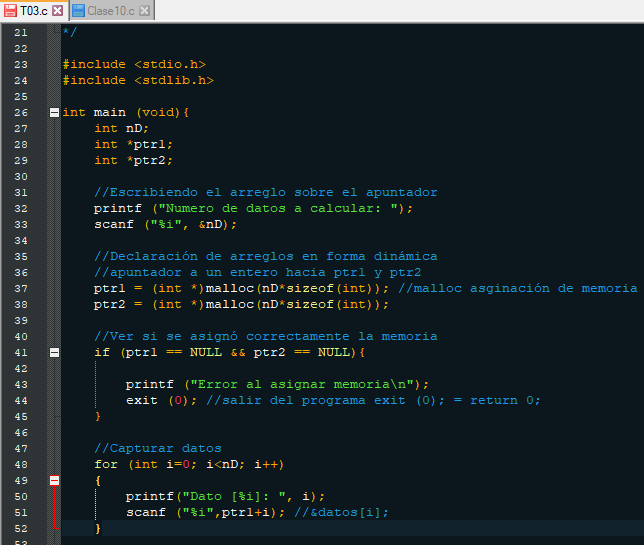 T03.c Clase10.c
21 */
22
23 #include <stdio.h>
24 #include <stdlib.h>
25
26 int main (void){
27     int nD;
28     int *ptr1;
29     int *ptr2;
30
31     //Escribiendo el arreglo sobre el apuntador
32     printf ("Numero de datos a calcular: ");
33     scanf ("%i", &nD);
34
35     //Declaración de arreglos en forma dinámica
36     //apuntador a un entero hacia ptr1 y ptr2
37     ptr1 = (int *)malloc(nD*sizeof(int)); //malloc asginación de memoria
38     ptr2 = (int *)malloc(nD*sizeof(int));
39
40     //Ver si se asignó correctamente la memoria
41     if (ptr1 == NULL && ptr2 == NULL){
42
43         printf ("Error al asignar memoria\n");
44         exit (0); //salir del programa exit (0); = return 0;
45     }
46
47     //Capturar datos
48     for (int i=0; i<nD; i++)
49     {
50         printf("Dato [%i]: ", i);
51         scanf ("%i",ptr1+i); //&datos[i];
52     }
53